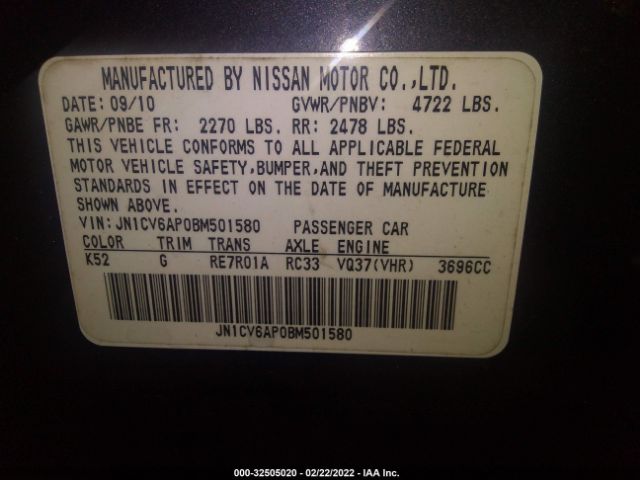 MANUFACTURED BY NISSAN MOTOR CO.,LTD.
DATE: 09/10 GVWR/PNBV: 4722 LBS.
GAWR/PNBE FR: 2270 LBS. RR: 2478 LBS.
THIS VEHICLE CONFORMS TO ALL APPLICABLE FEDERAL
MOTOR VEHICLE SAFETY,BUMPER,AND THEFT PREVENTION
STANDARDS IN EFFECT ON THE DATE OF MANUFACTURE
SHOWN ABOVE.
VIN:JN1CV6AP0BM501580 PASSENGER CAR
COLOR TRIM TRANS AXLE ENGINE
K52 G RE7R01A RC33 VQ37(VHR) 3696CC
JN1CV6AP0BM501580
000-32505020 - 02/22/2022 - IAA Inc.